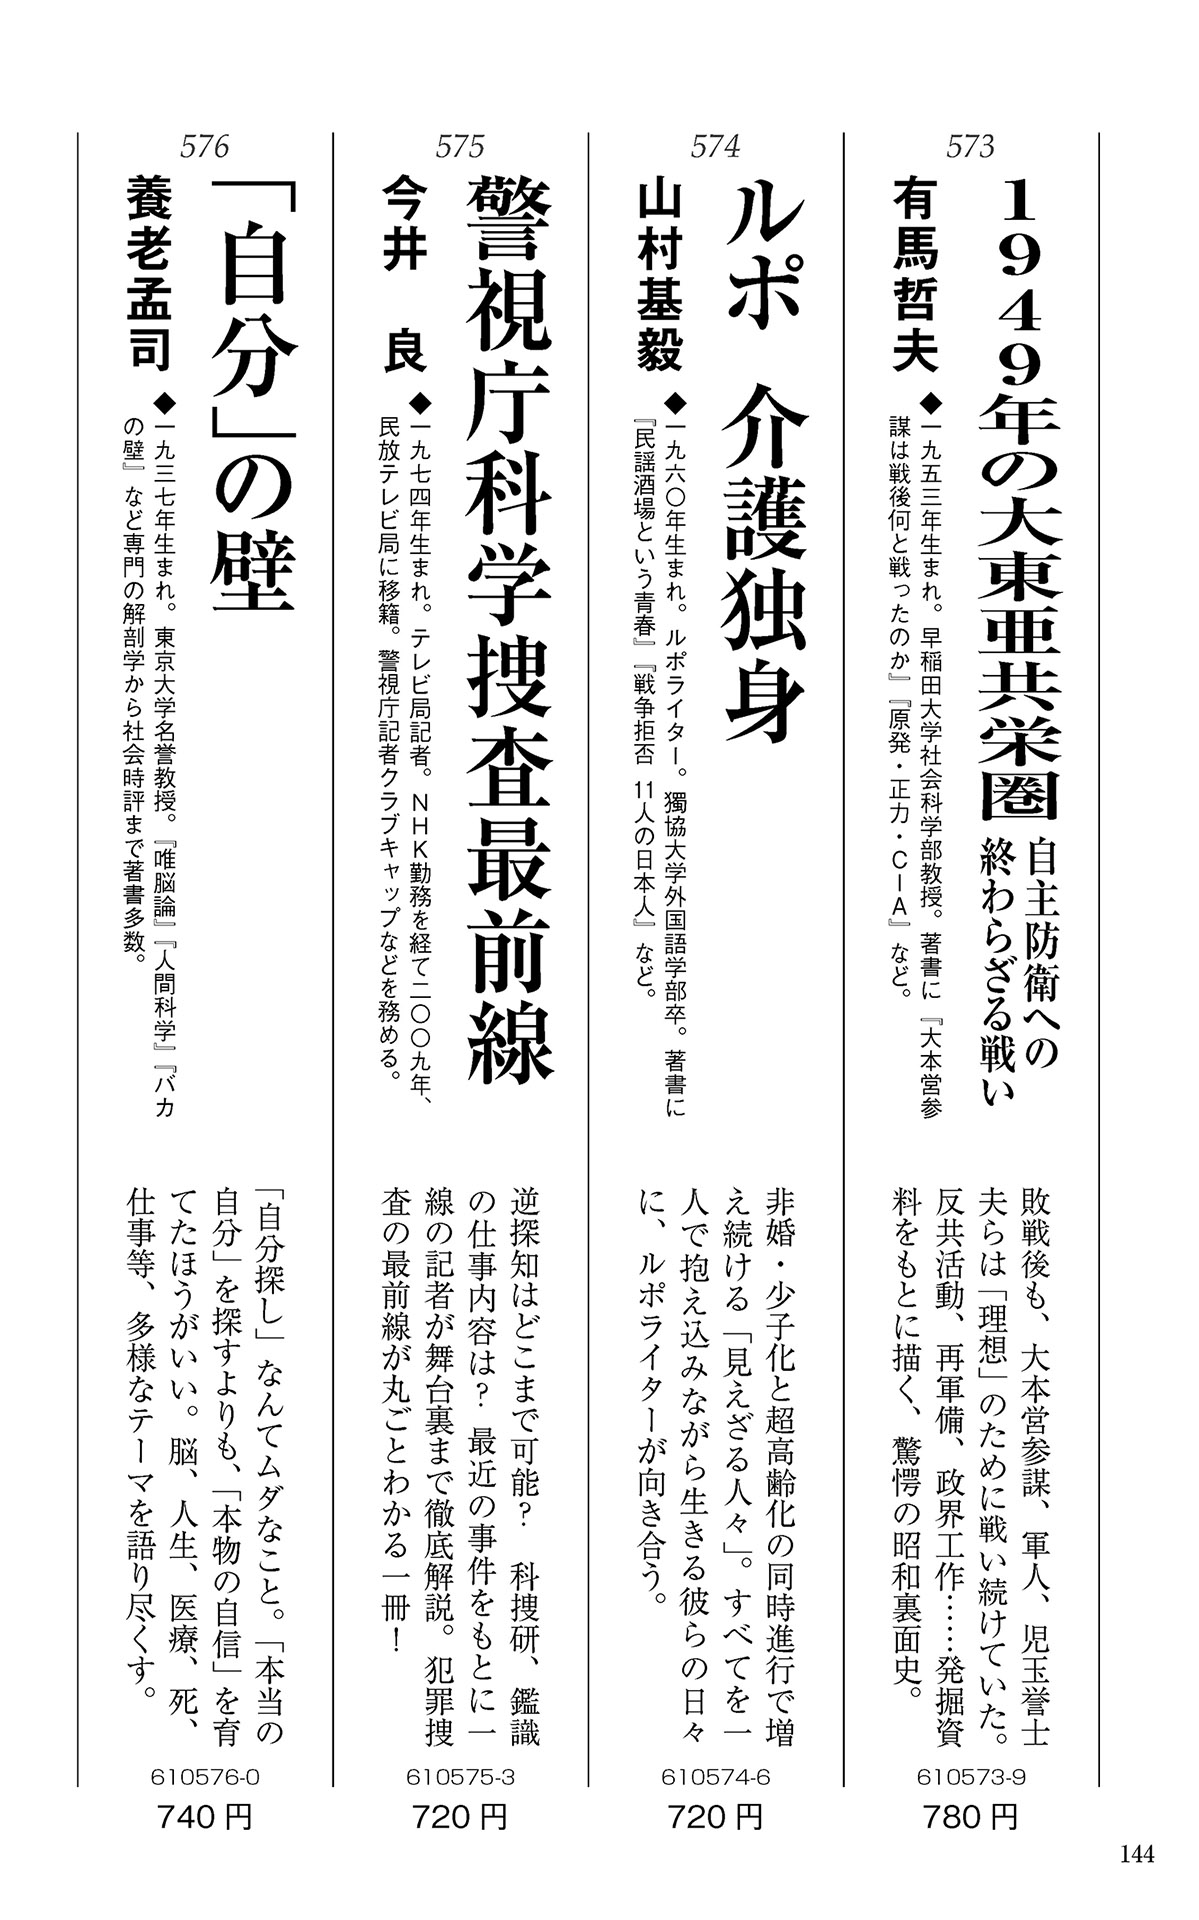 573
1949年の大東亜共栄圏
自主防衛への
終わらざる戦い
有馬哲夫
◆一九五三年生まれ。早稲田大学社会科学部教授。著書に『大本営参
謀は戦後何と戦ったのか』『原発・正力・CIA』など。
敗戦後も、大本営参謀、軍人、児玉誉士
夫らは「理想」のために戦い続けていた。
反共活動、再軍備、政界工作……発掘資
料をもとに描く、驚愕の昭和裏面史。
610573-9
780円
574
ルポ 介護独身
山村基毅
◆一九六〇年生まれ。ルポライター。獨協大学外国語学部卒。著書に
『民謡酒場という青春』『戦争拒否 11人の日本人』など。
非婚・少子化と超高齢化の同時進行で増
え続ける「見えざる人々」。すべてを一
人で抱え込みながら生きる彼らの日々
に、ルポライターが向き合う。
610574-6
720円
575
警視庁科学捜査最前線
今井 良
◆一九七四年生まれ。テレビ局記者。NHK勤務を経て二〇〇九年、
民放テレビ局に移籍。警視庁記者クラブキャップなどを務める。
逆探知はどこまで可能? 科捜研、鑑識
の仕事内容は? 最近の事件をもとに一
線の記者が舞台裏まで徹底解説。犯罪捜
査の最前線が丸ごとわかる一冊!
610575-3
720円
576
「自分」の壁
養老孟司
◆一九三七年生まれ。東京大学名誉教授。『唯脳論』『人間科学』『バカ
の壁』など専門の解剖学から社会時評まで著書多数。
「自分探し」なんてムダなこと。「本当の
自分」を探すよりも、「本物の自信」を育
てたほうがいい。脳、人生、医療、死、
仕事等、多様なテーマを語り尽くす。
610576-0
740円
144